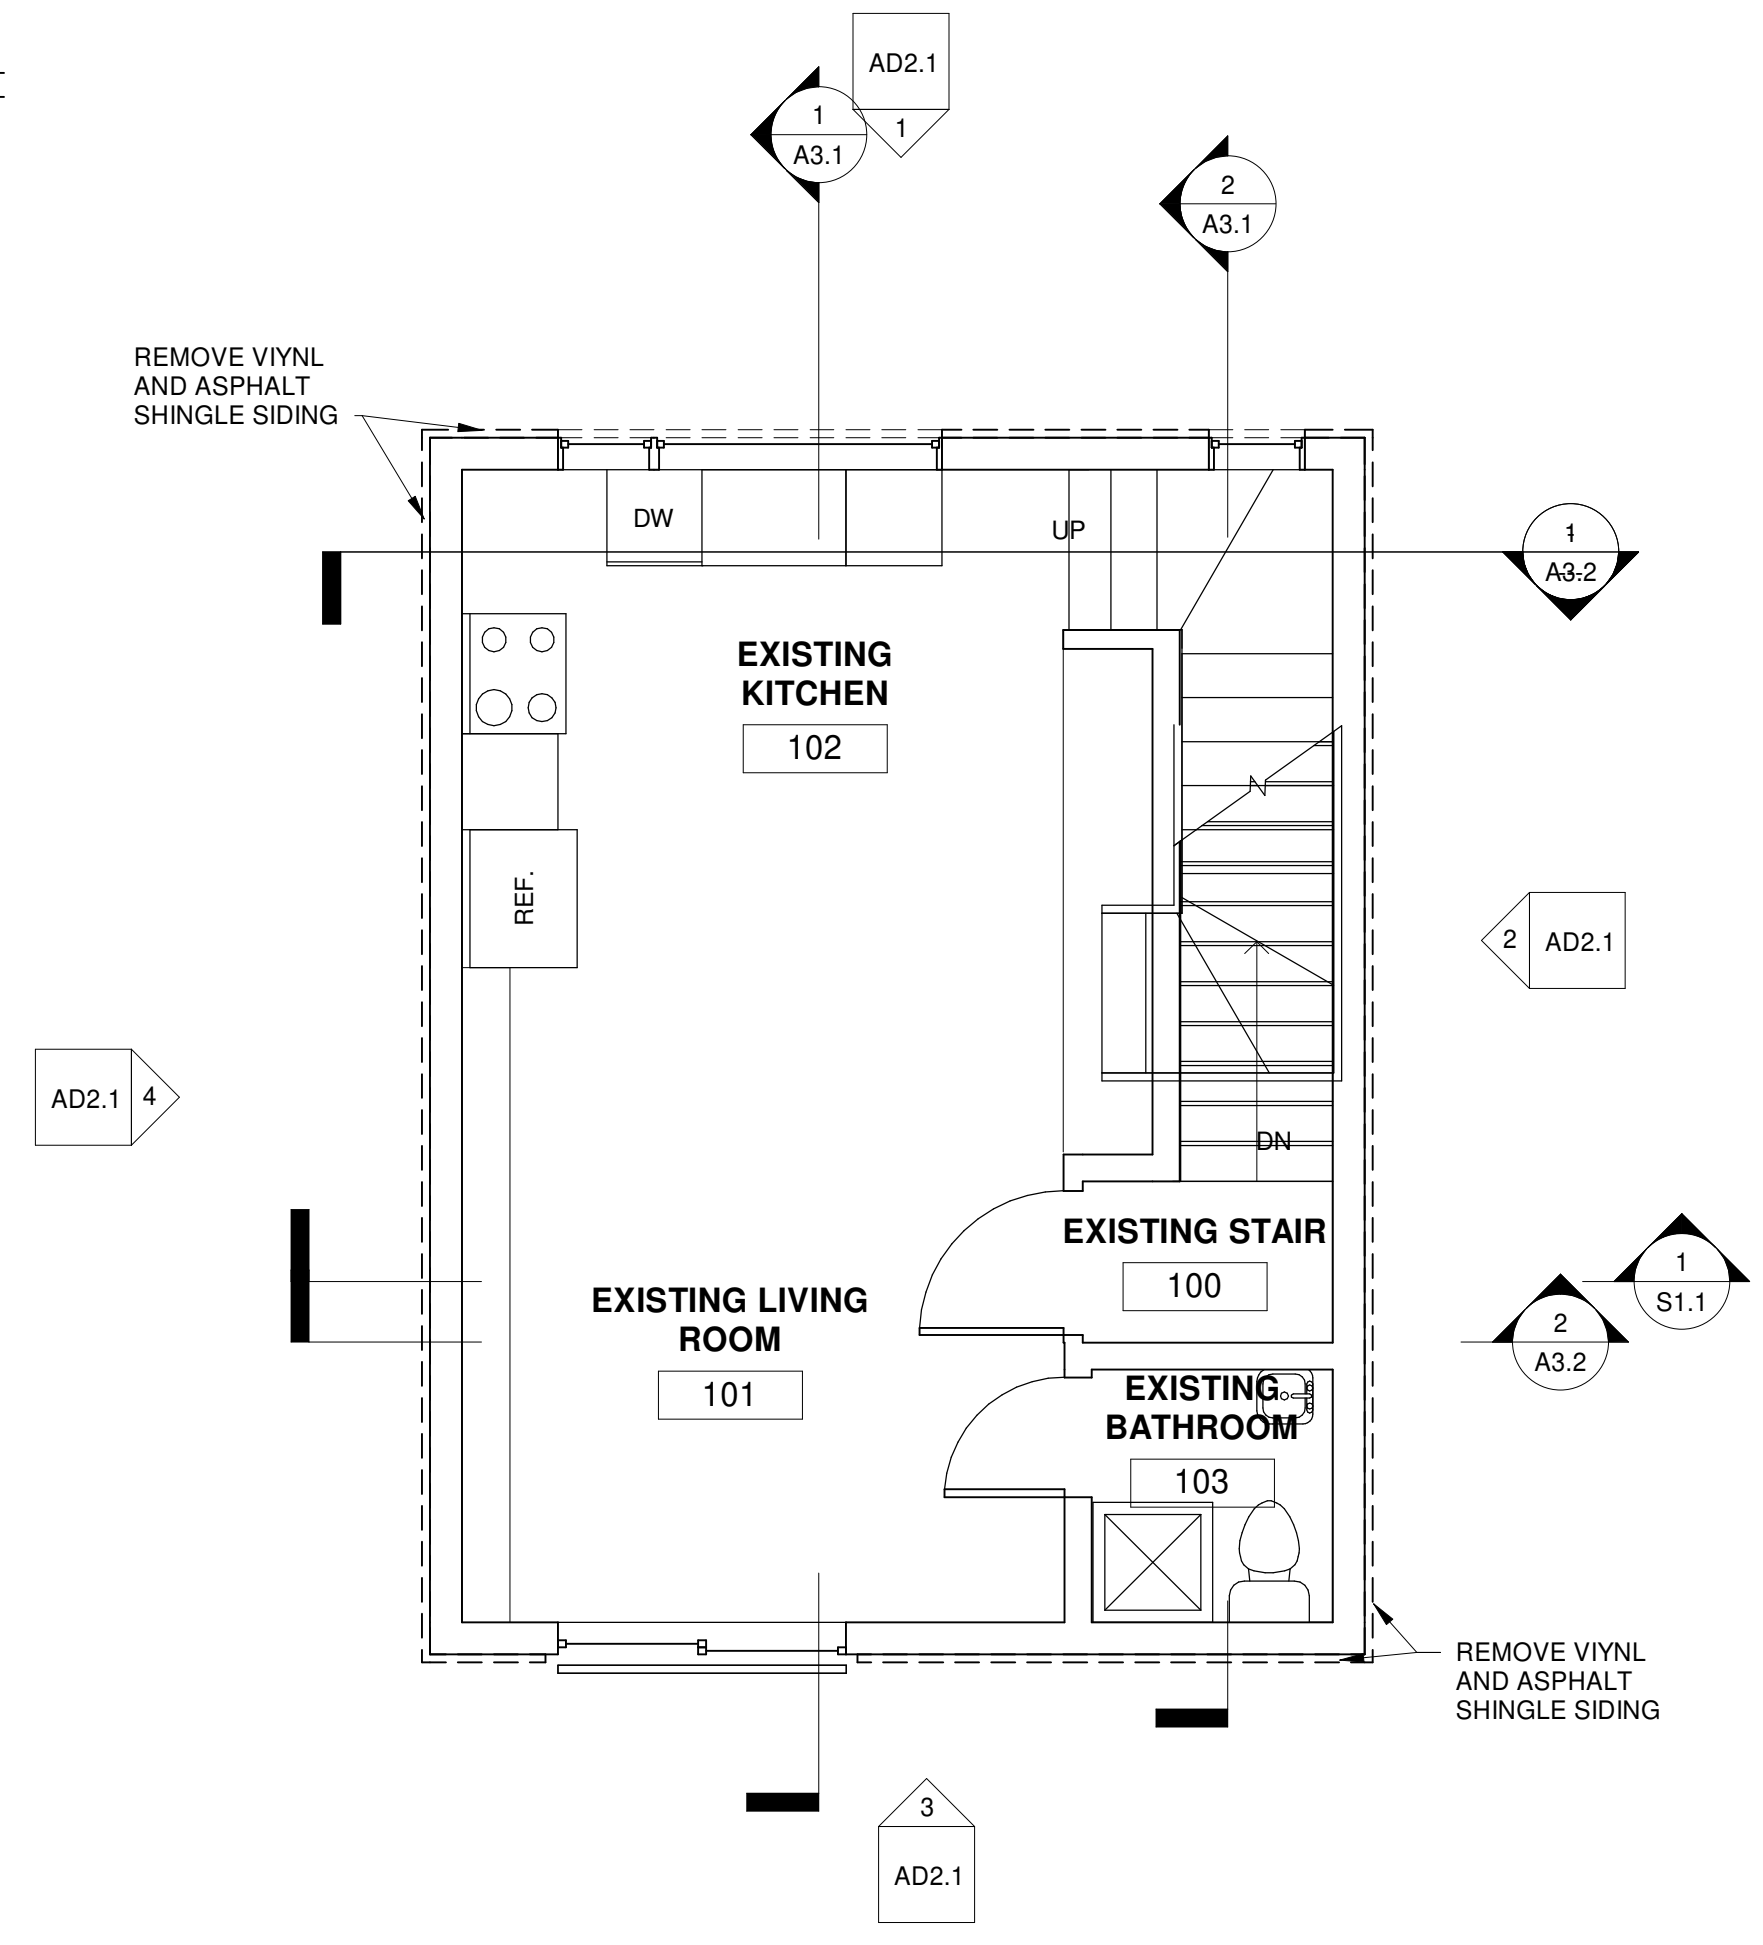 AD2.1
1
1
A3.1
2
A3.1
REMOVE VIYNL
AND ASPHALT
SHINGLE SIDING
DW
UP
1
A3.2
EXISTING
KITCHEN
102
REF.
2
AD2.1
AD2.1
4
DN
EXISTING STAIR
100
1
S1.1
EXISTING LIVING
ROOM
101
2
A3.2
EXISTING
BATHROOM
103
REMOVE VIYNL
AND ASPHALT
SHINGLE SIDING
3
AD2.1